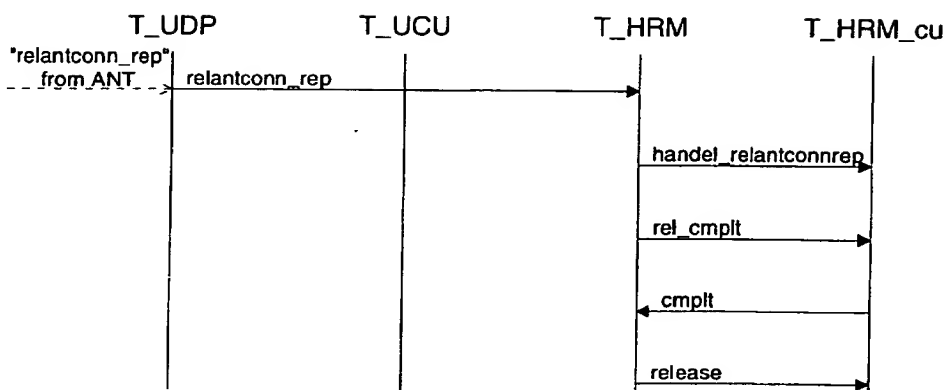 T_UDP T_UCU T_HRM T_HRM_cu
"relantconn_rep"
from ANT relantconn_rep
handel_relantconnrep
rel_cmplt
cmplt
release